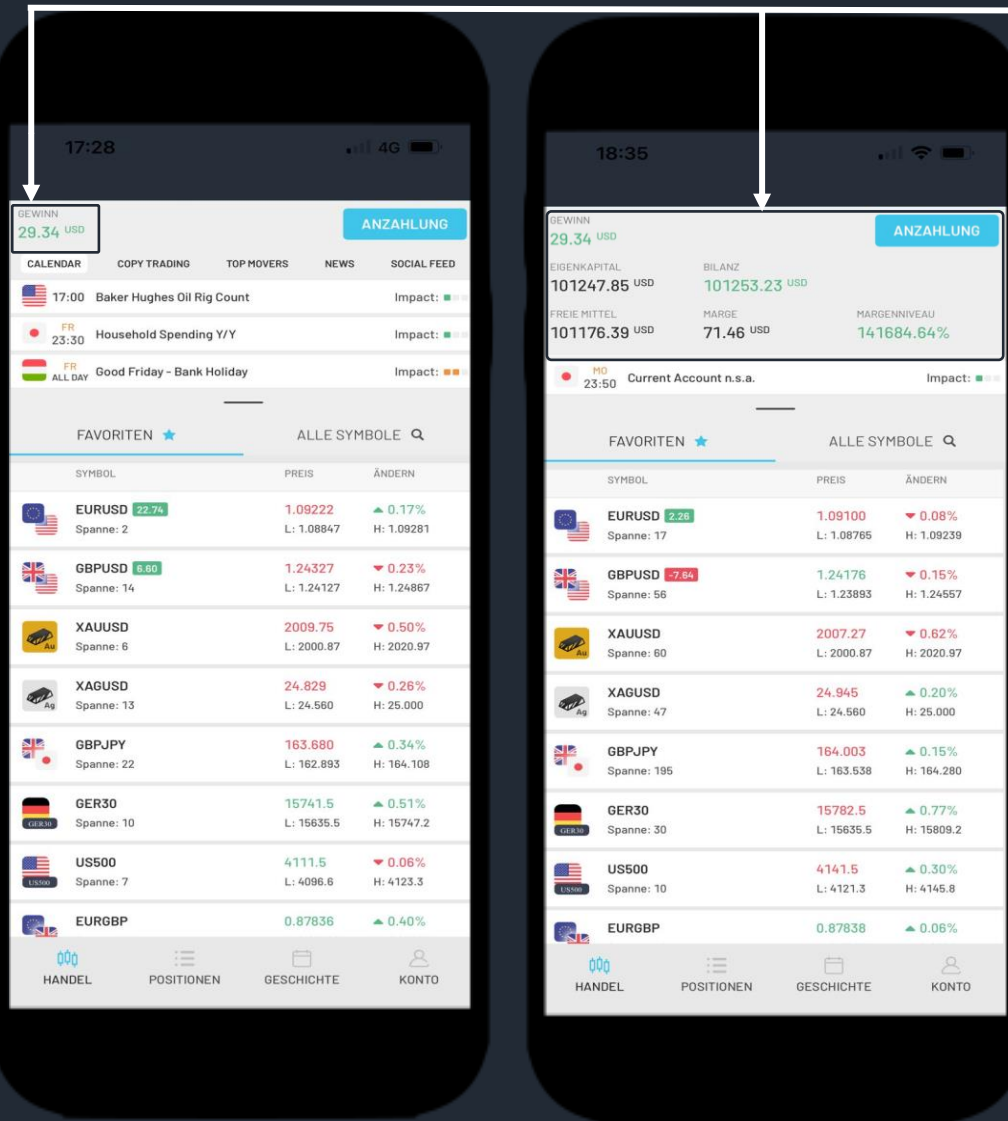 17:28
4G
GEWINN
29.34 USD
ANZAHLUNG
CALENDAR COPY TRADING TOP MOVERS NEWS SOCIAL FEED
17:00 Baker Hughes Oil Rig Count Impact:
FR
23:30 Household Spending Y/Y Impact:
FR
ALL DAY Good Friday - Bank Holiday Impact:
FAVORITEN ALLE SYMBOLE
SYMBOL PREIS ÄNDERN
EURUSD 22.74 1.09222 0.17%
Spanne: 2 L: 1.08847 H: 1.09281
GBPUSD 6.60 1.24327 0.23%
Spanne: 14 L: 1.24127 H: 1.24867
XAUUSD 2009.75 0.50%
Au
Spanne: 6 L: 2000.87 H: 2020.97
XAGUSD 24.829 0.26%
Ag
Spanne: 13 L: 24.560 H: 25.000
GBPJPY 163.680 0.34%
Spanne: 22 L: 162.893 H: 164.108
GER30 15741.5 0.51%
GER30
Spanne: 10 L: 15635.5 H: 15747.2
US500 4111.5 0.06%
US500
Spanne: 7 L: 4096.6 H: 4123.3
EURGBP 0.87836 0.40%
HANDEL POSITIONEN GESCHICHTE KONTO
18:35
GEWINN
29.34 USD
ANZAHLUNG
EIGENKAPITAL BILANZ
101247.85 USD 101253.23 USD
FREIE MITTEL MARGE MARGENNIVEAU
101176.39 USD 71.46 USD 141684.64%
MO
23:50 Current Account n.s.a. Impact:
FAVORITEN ALLE SYMBOLE
SYMBOL PREIS ÄNDERN
EURUSD 2.26 1.09100 0.08%
Spanne: 17 L: 1.08765 H: 1.09239
GBPUSD -7.64 1.24176 0.15%
Spanne: 56 L: 1.23893 H: 1.24557
XAUUSD 2007.27 0.62%
Au
Spanne: 60 L: 2000.87 H: 2020.97
XAGUSD 24.945 0.20%
Ag
Spanne: 47 L: 24.560 H: 25.000
GBPJPY 164.003 0.15%
Spanne: 195 L: 163.538 H: 164.280
GER30 15782.5 0.77%
GER30
Spanne: 30 L: 15635.5 H: 15809.2
US500 4141.5 0.30%
US500
Spanne: 10 L: 4121.3 H: 4145.8
EURGBP 0.87838 0.06%
HANDEL POSITIONEN GESCHICHTE KONTO